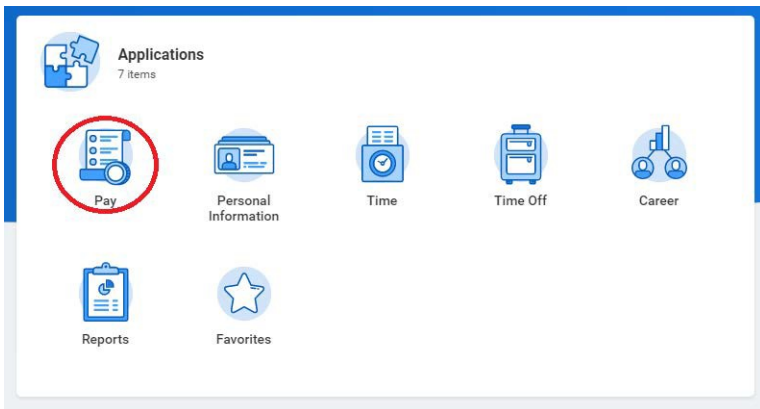 Applications
7 items
Pay
Personal
Information
Time
Time Off
Career
Reports
Favorites